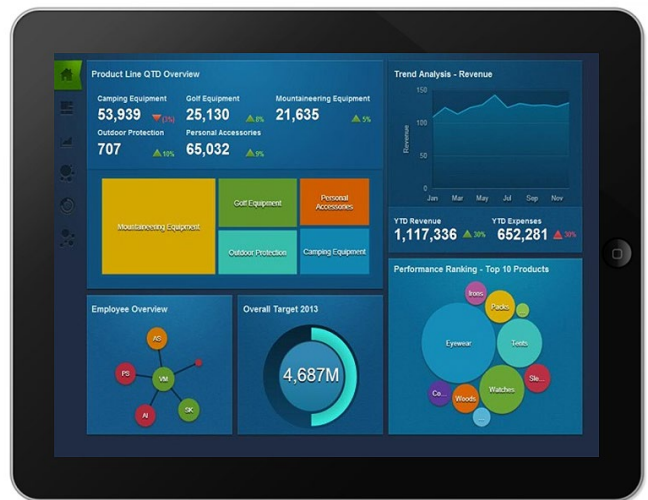 Product Line QTD Overview
Camping Equipment
53,939 (3%)
Golf Equipment
25,130 8%
Mountaineering Equipment
21,635 5%
Outdoor Protection
707 10%
Personal Accessories
65,032 9%
Mountaineering Equipment
Golf Equipment
Personal
Accessories
Outdoor Protection
Camping Equipment
Trend Analysis - Revenue
Revenue
150
100
50
0
Jan Mar May Jul Sep Nov
YTD Revenue
1,117,336 30%
YTD Expenses
652,281 30%
Employee Overview
AS
PS
VM
AI
SK
Overall Target 2013
4,687M
Performance Ranking - Top 10 Products
Irons
Packs
...
Eyewear
Tents
Sle...
Watches
Co...
Woods
...